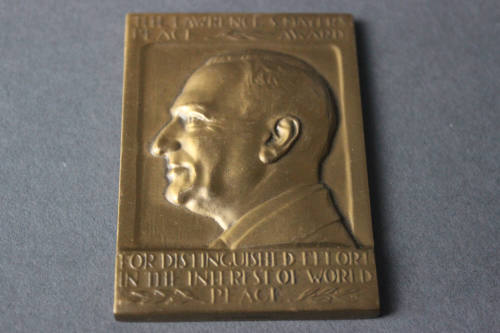 THE LAWRENCE S MAYERS
PEACE AWARD
FOR DISTINGUISHED EFFORT
IN THE INTEREST OF WORLD
PEACE